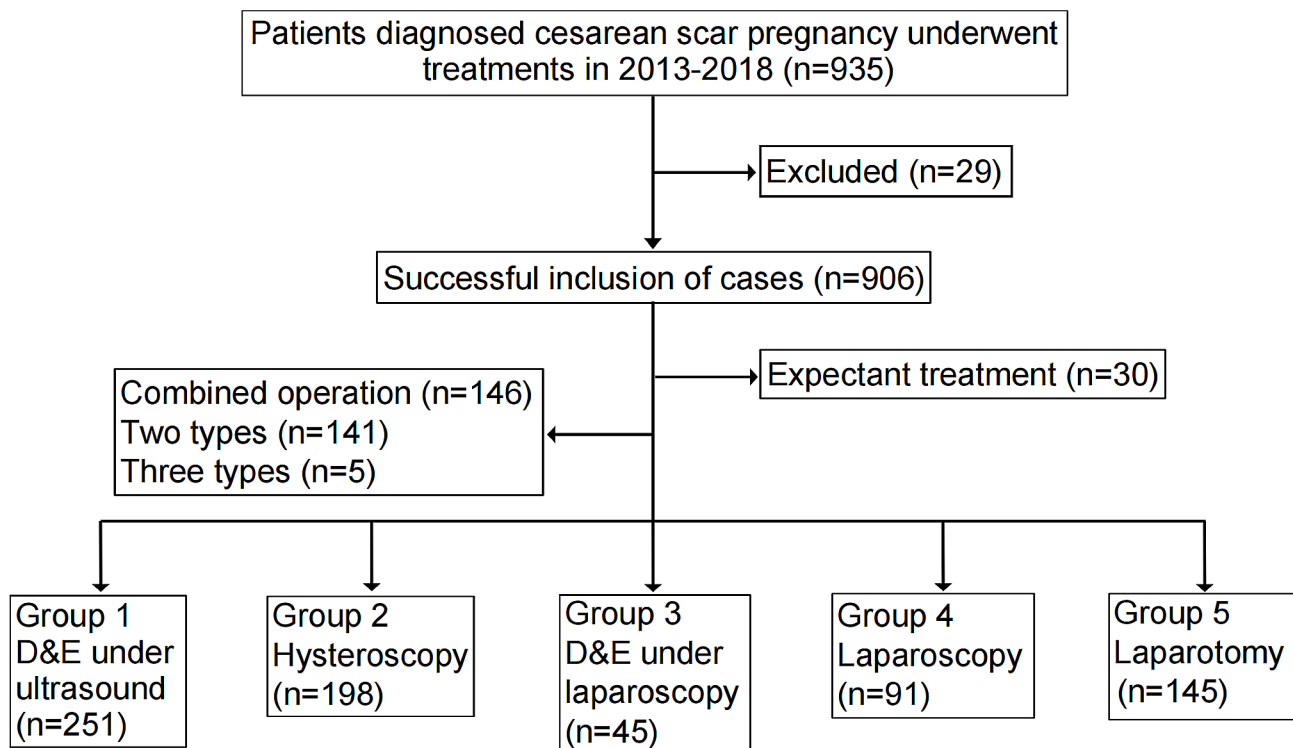 Patients diagnosed cesarean scar pregnancy underwent
treatments in 2013-2018 (n=935)
Excluded (n=29)
Successful inclusion of cases (n=906)
Expectant treatment (n=30)
Combined operation (n=146)
Two types (n=141)
Three types (n=5)
Group 1
D&E under
ultrasound
(n=251)
Group 2
Hysteroscopy
(n=198)
Group 3
D&E under
laparoscopy
(n=45)
Group 4
Laparoscopy
(n=91)
Group 5
Laparotomy
(n=145)